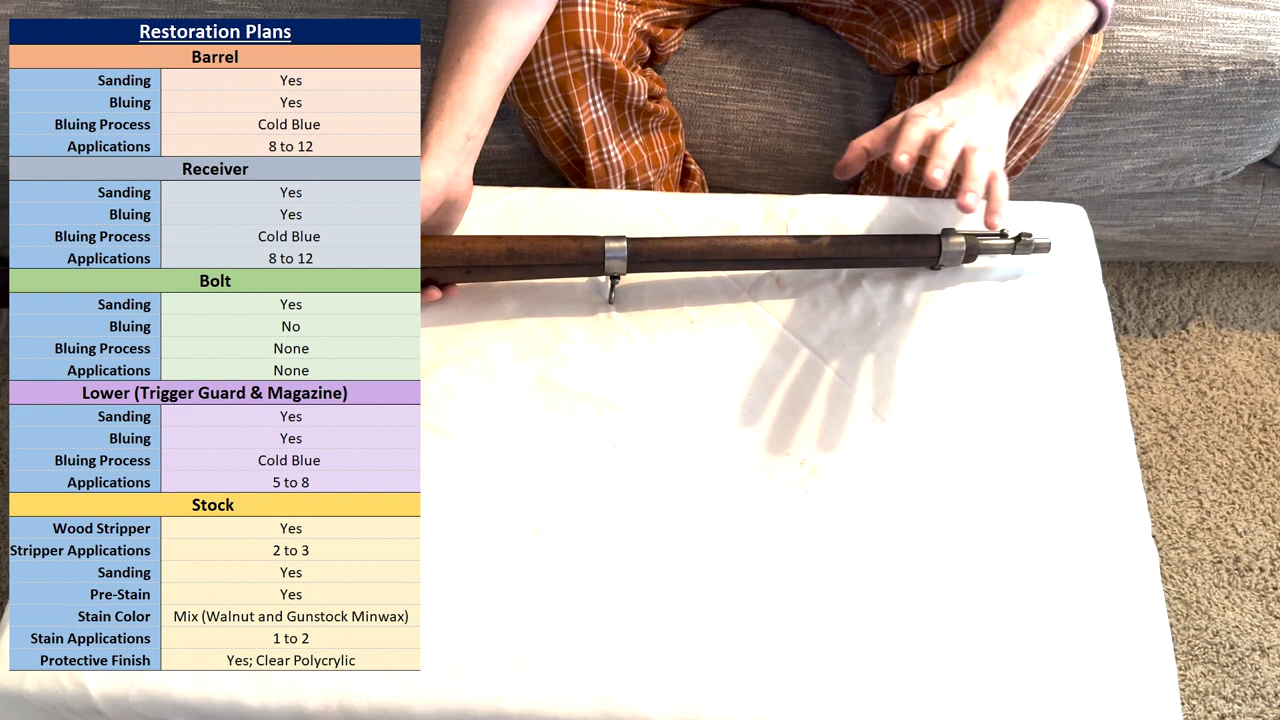 Restoration Plans
Barrel
Sanding Yes
Bluing Yes
Bluing Process Cold Blue
Applications 8 to 12
Receiver
Sanding Yes
Bluing Yes
Bluing Process Cold Blue
Applications 8 to 12
Bolt
Sanding Yes
Bluing No
Bluing Process None
Applications None
Lower (Trigger Guard & Magazine)
Sanding Yes
Bluing Yes
Bluing Process Cold Blue
Applications 5 to 8
Stock
Wood Stripper Yes
Stripper Applications 2 to 3
Sanding Yes
Pre-Stain Yes
Stain Color Mix (Walnut and Gunstock Minwax)
Stain Applications 1 to 2
Protective Finish Yes; Clear Polycrylic